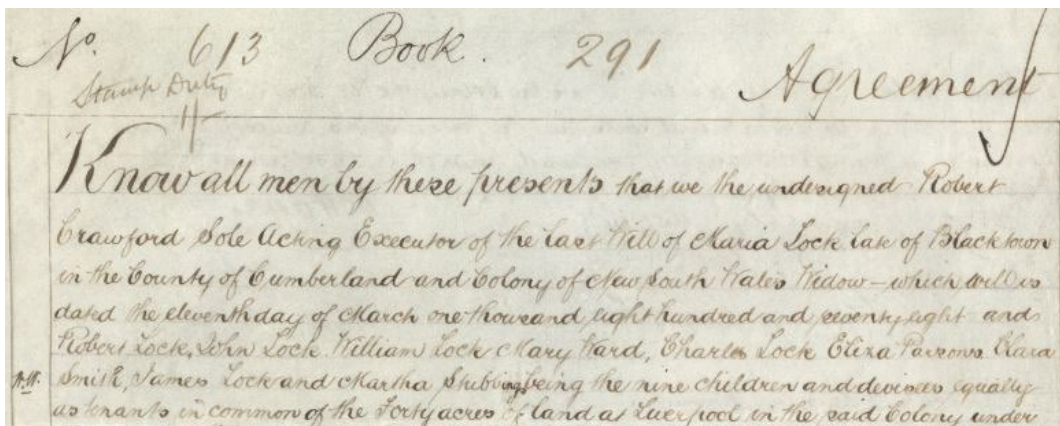 No. 613 Book. 291
Stamp Duty
1/-
Agreement
Know all men by these presents that we the undesigned Robert
Crawford Sole Acting Executor of the last Will of Maria Lock late of Blacktown
in the County of Cumberland and Colony of New South Wales Widow – which will is
dated the eleventh day of March one thousand eight hundred and seventy eight and
Robert Lock, John Lock William Lock Mary Ward, Charles Lock Eliza Parsons Clara
Smith, James Lock and Martha Stubbings being the nine children and devisees equally
as tenants in common of the Forty acres of land at Liverpool in the said Colony under